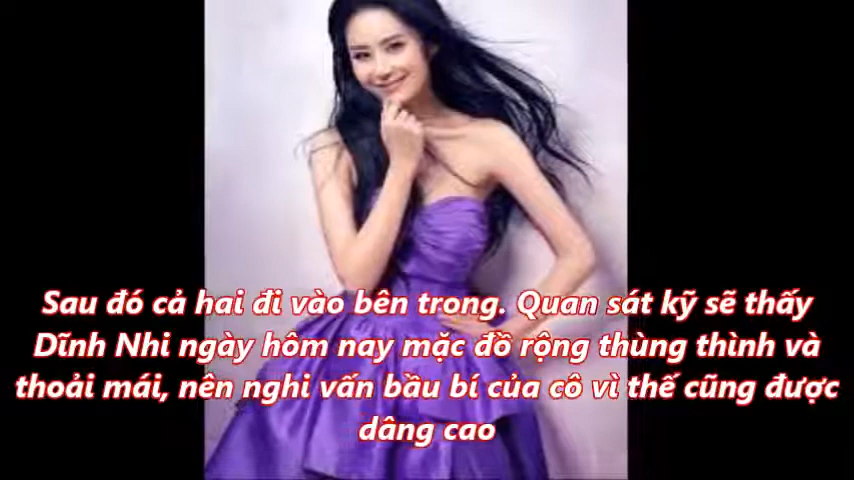 Sau đó cả hai đi vào bên trong. Quan sát kỹ sẽ thấy
Dĩnh Nhi ngày hôm nay mặc đồ rộng thùng thình và
thoải mái, nên nghi vấn bầu bí của cô vì thế cũng được
dâng cao